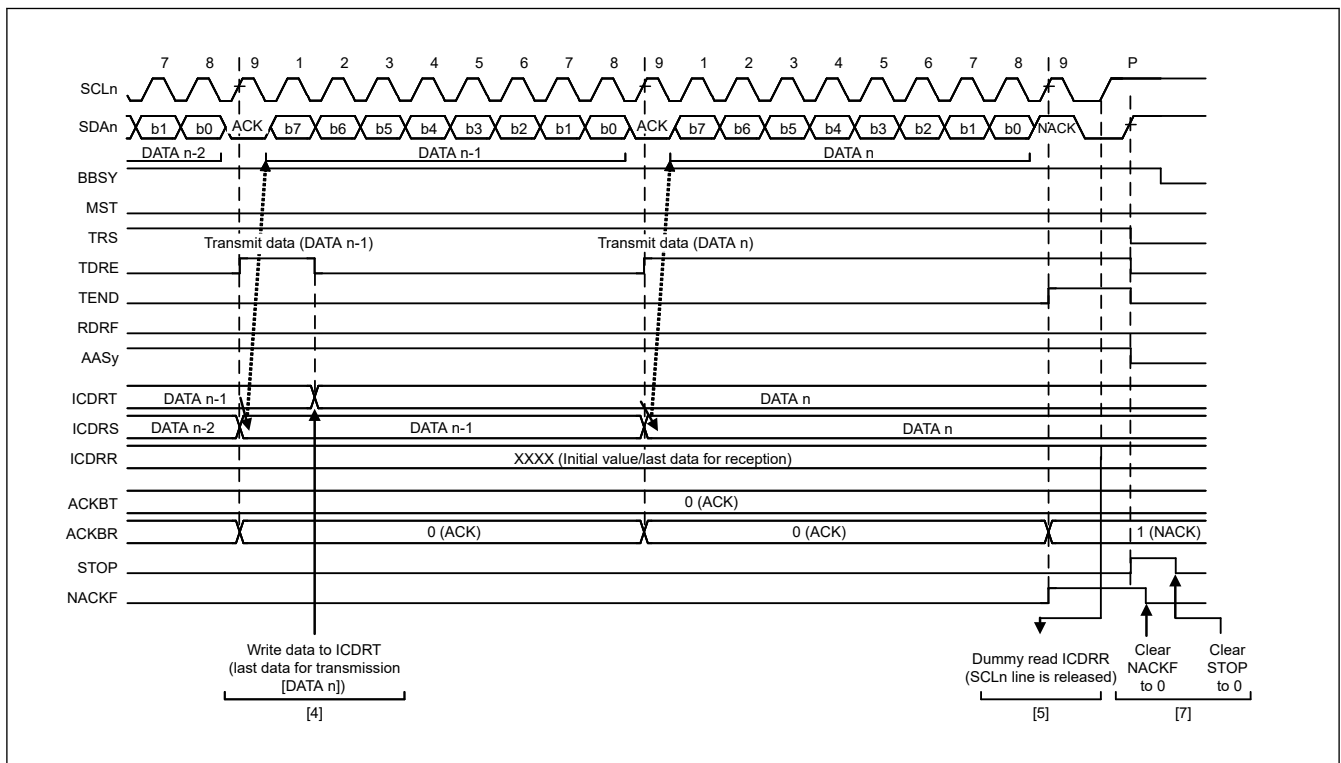 7 8 9 1 2 3 4 5 6 7 8 9 1 2 3 4 5 6 7 8 9 P
SCLn
SDAn b1 b0 ACK b7 b6 b5 b4 b3 b2 b1 b0 ACK b7 b6 b5 b4 b3 b2 b1 b0 NACK
DATA n-2 DATA n-1 DATA n
BBSY
MST
TRS
Transmit data (DATA n-1) Transmit data (DATA n)
TDRE
TEND
RDRF
AASy
ICDRT DATA n-1 DATA n
ICDRS DATA n-2 DATA n-1 DATA n
ICDRR XXXX (Initial value/last data for reception)
ACKBT 0 (ACK)
ACKBR 0 (ACK) 0 (ACK) 1 (NACK)
STOP
NACKF
Write data to ICDRT
(last data for transmission
[DATA n])
[4]
Dummy read ICDRR
(SCLn line is released)
[5]
Clear
NACKF
to 0
Clear
STOP
to 0
[7]